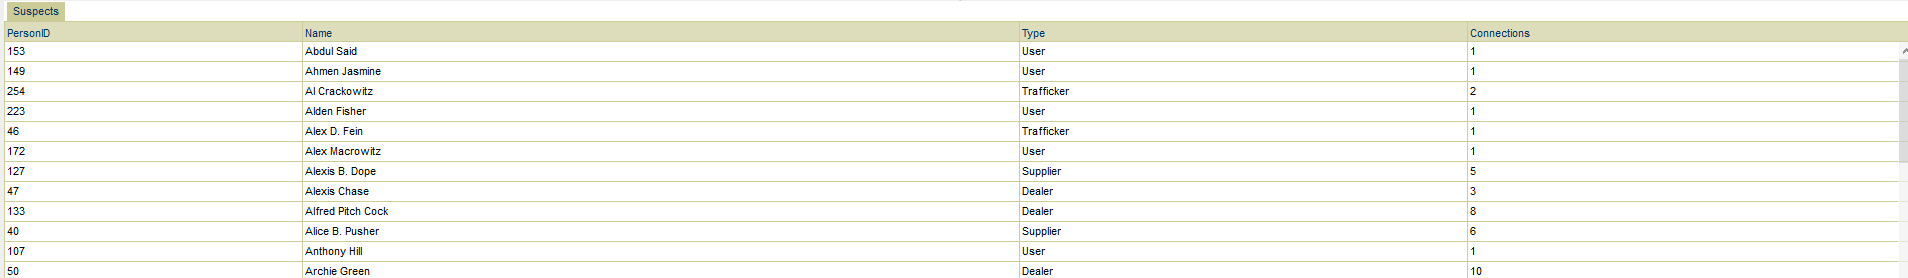 Suspects
PersonID Name Type Connections
153 Abdul Said User 1
149 Ahmen Jasmine User 1
254 Al Crackowitz Trafficker 2
223 Alden Fisher User 1
46 Alex D. Fein Trafficker 1
172 Alex Macrowitz User 1
127 Alexis B. Dope Supplier 5
47 Alexis Chase Dealer 3
133 Alfred Pitch Cock Dealer 8
40 Alice B. Pusher Supplier 6
107 Anthony Hill User 1
50 Archie Green Dealer 10